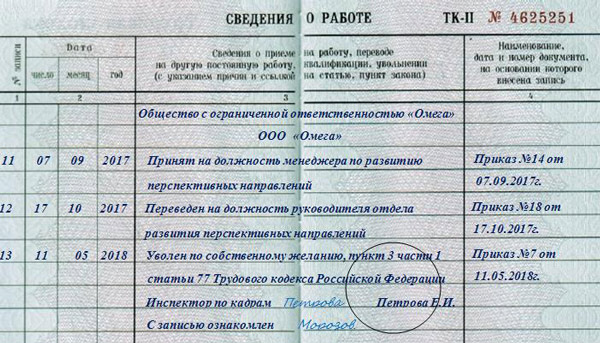 СВЕДЕНИЯ О РАБОТЕ ТК-II № 4625251
№ записи
Дата
Сведения о приеме на работу, переводе
на другую постоянную работу, квалификации, увольнении
(с указанием причин и ссылкой на статью, пункт закона)
Наименование,
дата и номер документа,
на основании которого
внесена запись
число месяц год
1 2 3 4
Общество с ограниченной ответственностью «Омега»
ООО «Омега»
11 07 09 2017 Принят на должность менеджера по развитию Приказ №14 от
перспективных направлений 07.09.2017г.
12 17 10 2017 Переведен на должность руководителя отдела Приказ №18 от
развития перспективных направлений 17.10.2017г.
13 11 05 2018 Уволен по собственному желанию, пункт 3 части 1 Приказ №7 от
статьи 77 Трудового кодекса Российской Федерации 11.05.2018г.
Инспектор по кадрам Петрова Петрова Е.И.
С записью ознакомлен Морозов